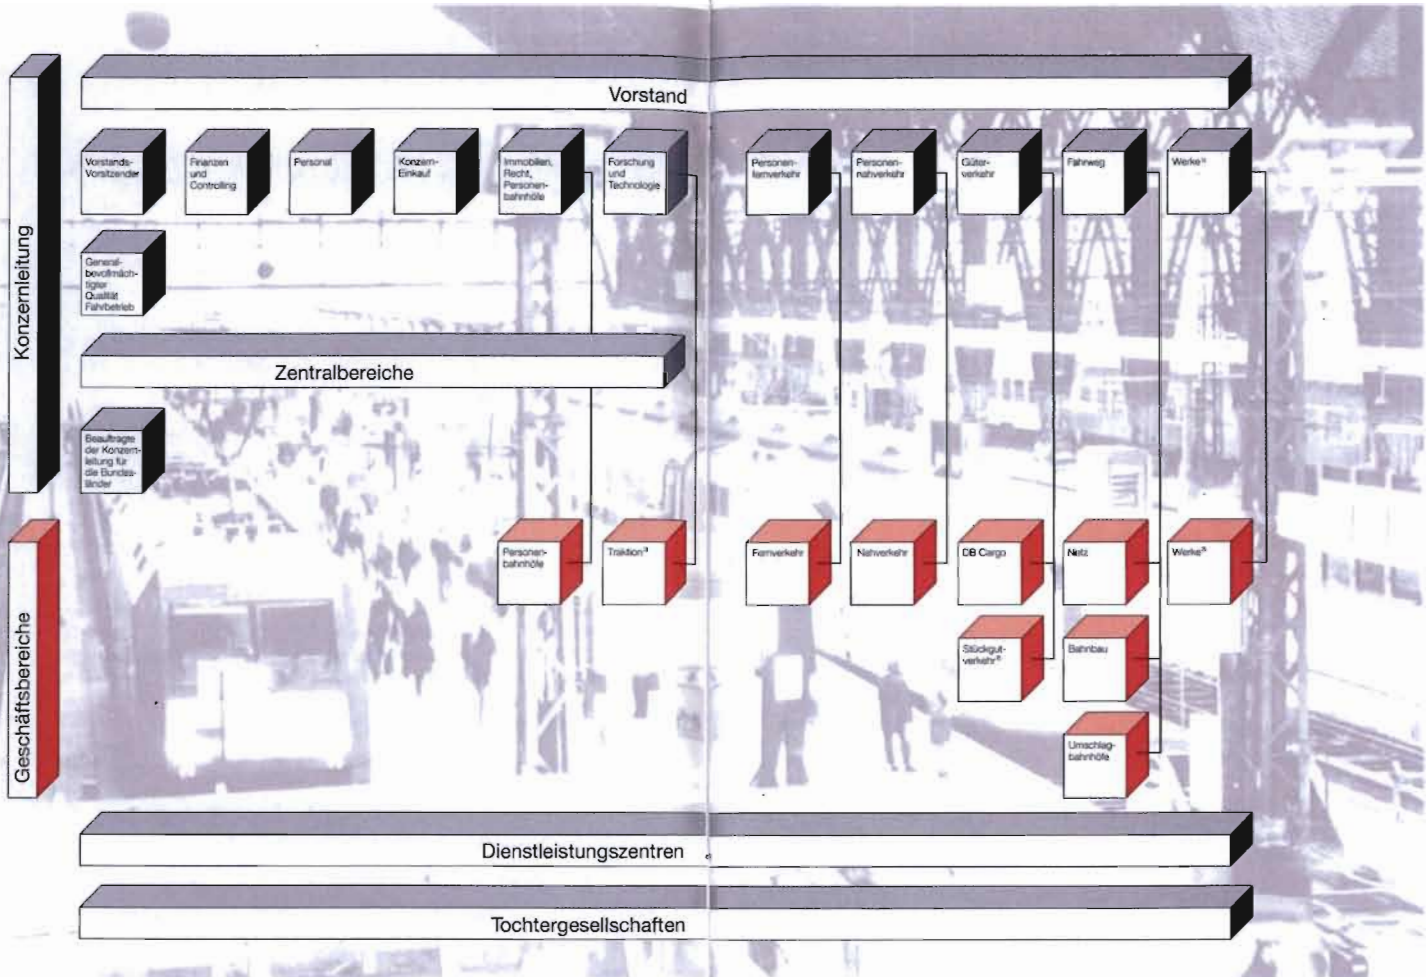 Konzernleitung
Vorstand
Vorstands-
Vorsitzender
Finanzen
und
Controlling
Personal
Konzern-
Einkauf
Immobilien,
Recht,
Personen-
bahnhöfe
Forschung
und
Technologie
Personen-
fernverkehr
Personen-
nahverkehr
Güter-
verkehr
Fahrweg
Werke
General-
bevollmäch-
tigter
Qualität
Fahrbetrieb
Zentralbereiche
Beauftragte
der Konzern-
leitung für
die Bundes-
länder
Geschäftsbereiche
Personen-
bahnhöfe
Traktion
Fernverkehr
Nahverkehr
DB Cargo
Netz
Werke
Stückgut-
verkehr
Bahnbau
Umschlag-
bahnhöfe
Dienstleistungszentren
Tochtergesellschaften